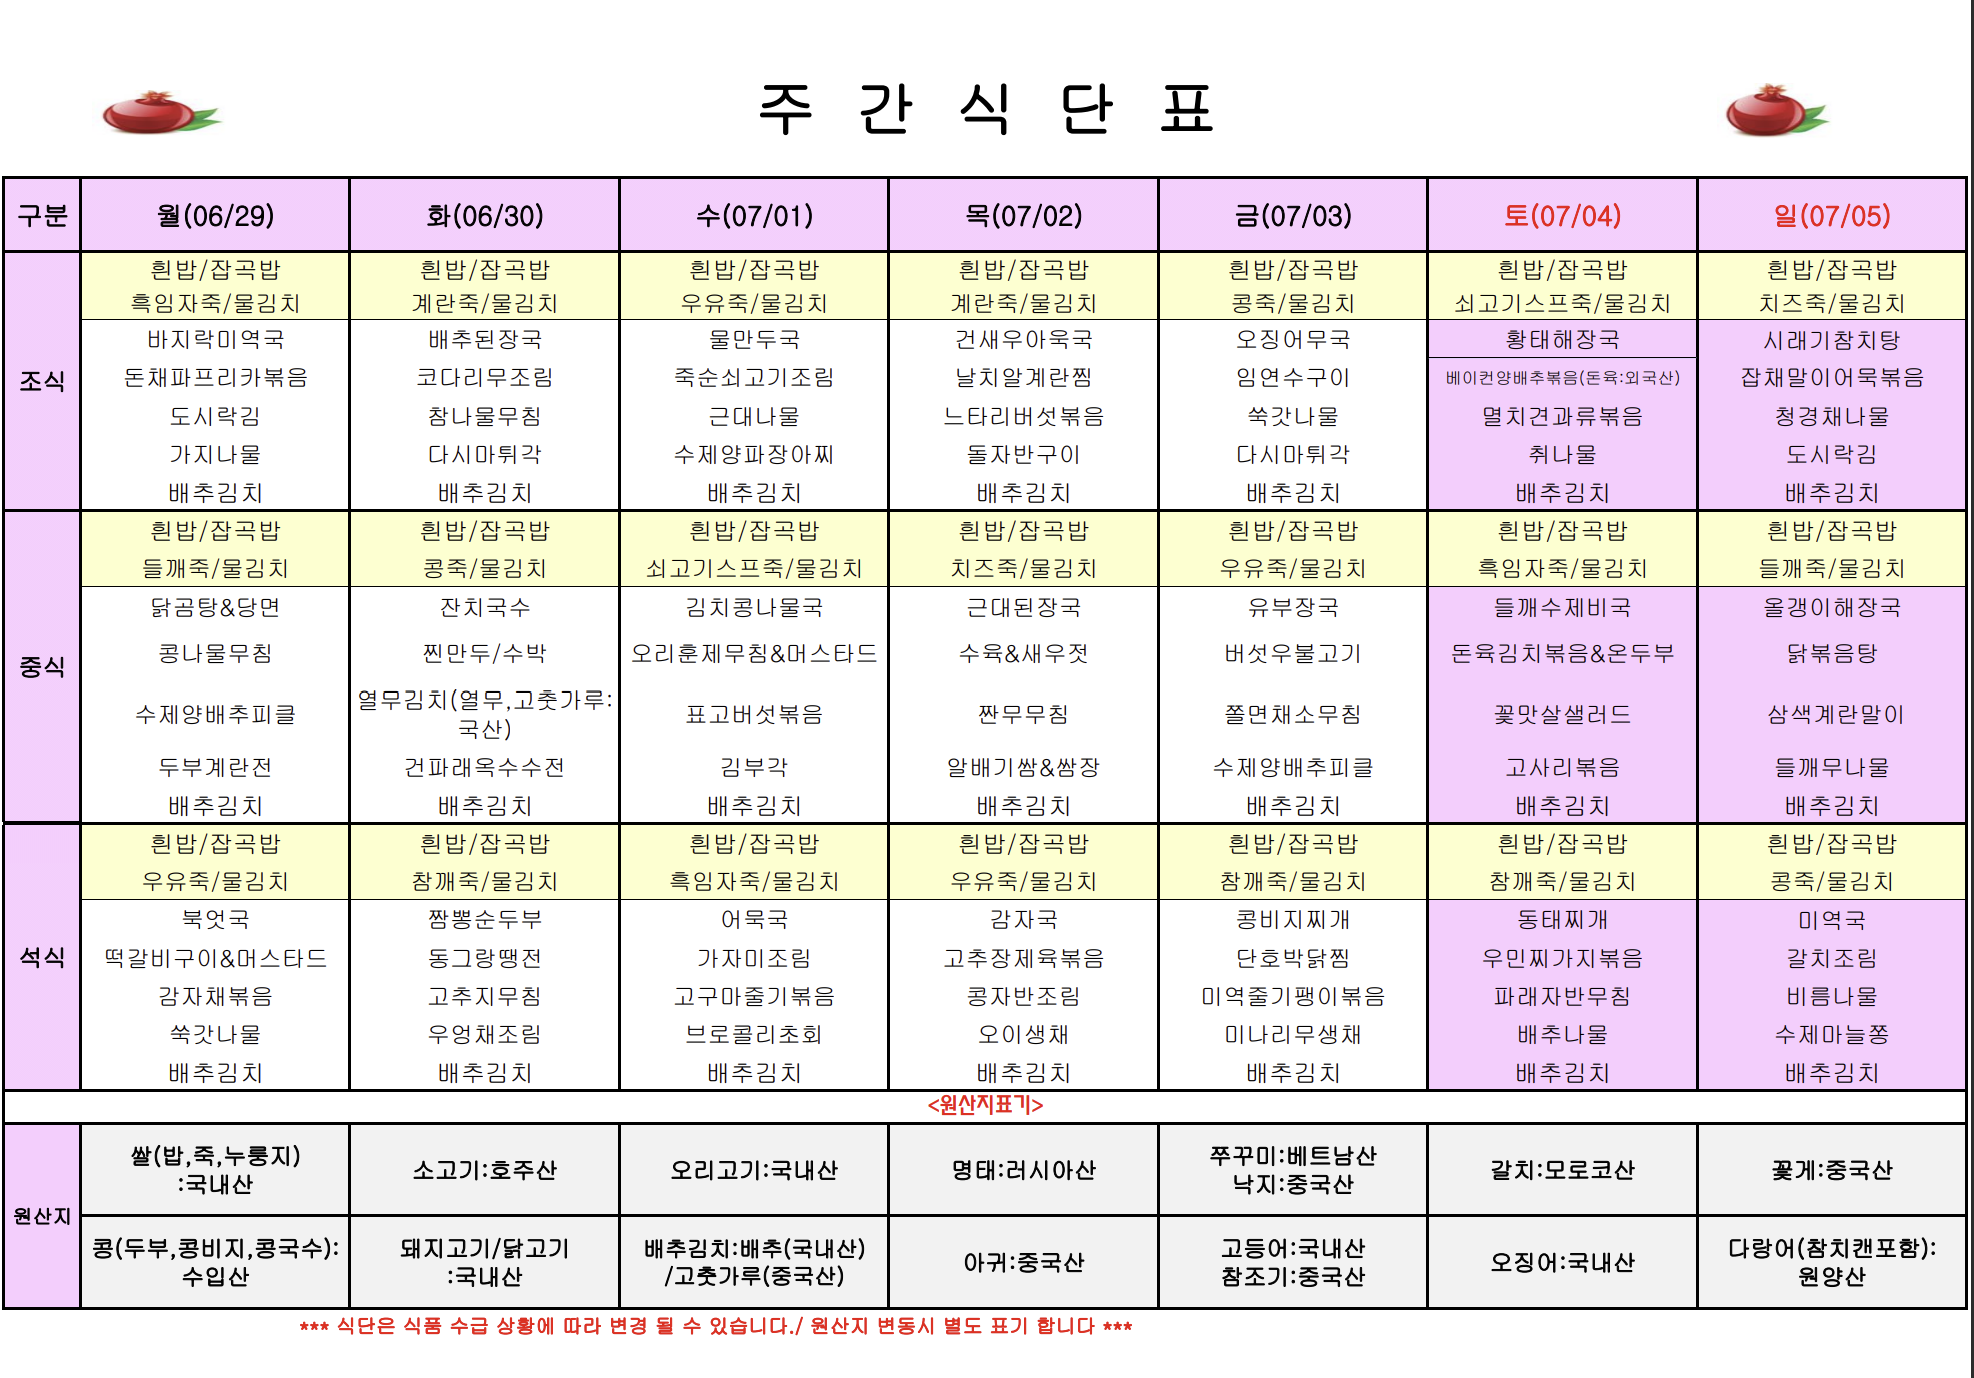 주 간 식 단 표
구분 월(06/29) 화(06/30) 수(07/01) 목(07/02) 금(07/03) 토(07/04) 일(07/05)
조식
흰밥/잡곡밥 흰밥/잡곡밥 흰밥/잡곡밥 흰밥/잡곡밥 흰밥/잡곡밥 흰밥/잡곡밥 흰밥/잡곡밥
흑임자죽/물김치 계란죽/물김치 우유죽/물김치 계란죽/물김치 콩죽/물김치 쇠고기스프죽/물김치 치즈죽/물김치
바지락미역국 배추된장국 물만두국 건새우아욱국 오징어무국 황태해장국 시래기참치탕
돈채파프리카볶음 코다리무조림 죽순쇠고기조림 날치알계란찜 임연수구이 베이컨양배추볶음(돈육:외국산) 잡채말이어묵볶음
도시락김 참나물무침 근대나물 느타리버섯볶음 쑥갓나물 멸치견과류볶음 청경채나물
가지나물 다시마튀각 수제양파장아찌 돌자반구이 다시마튀각 취나물 도시락김
배추김치 배추김치 배추김치 배추김치 배추김치 배추김치 배추김치
중식
흰밥/잡곡밥 흰밥/잡곡밥 흰밥/잡곡밥 흰밥/잡곡밥 흰밥/잡곡밥 흰밥/잡곡밥 흰밥/잡곡밥
들깨죽/물김치 콩죽/물김치 쇠고기스프죽/물김치 치즈죽/물김치 우유죽/물김치 흑임자죽/물김치 들깨죽/물김치
닭곰탕&당면 잔치국수 김치콩나물국 근대된장국 유부장국 들깨수제비국 올갱이해장국
콩나물무침 찐만두/수박 오리훈제무침&머스타드 수육&새우젓 버섯우불고기 돈육김치볶음&온두부 닭볶음탕
수제양배추피클 열무김치(열무,고춧가루:
국산) 표고버섯볶음 짠무무침 쫄면채소무침 꽃맛살샐러드 삼색계란말이
두부계란전 건파래옥수수전 김부각 알배기쌈&쌈장 수제양배추피클 고사리볶음 들깨무나물
배추김치 배추김치 배추김치 배추김치 배추김치 배추김치 배추김치
석식
흰밥/잡곡밥 흰밥/잡곡밥 흰밥/잡곡밥 흰밥/잡곡밥 흰밥/잡곡밥 흰밥/잡곡밥 흰밥/잡곡밥
우유죽/물김치 참깨죽/물김치 흑임자죽/물김치 우유죽/물김치 참깨죽/물김치 참깨죽/물김치 콩죽/물김치
북엇국 짬뽕순두부 어묵국 감자국 콩비지찌개 동태찌개 미역국
떡갈비구이&머스타드 동그랑땡전 가자미조림 고추장제육볶음 단호박닭찜 우민찌가지볶음 갈치조림
감자채볶음 고추지무침 고구마줄기볶음 콩자반조림 미역줄기팽이볶음 파래자반무침 비름나물
쑥갓나물 우엉채조림 브로콜리초회 오이생채 미나리무생채 배추나물 수제마늘쫑
배추김치 배추김치 배추김치 배추김치 배추김치 배추김치 배추김치
<원산지표기>
원산지
쌀(밥,죽,누룽지)
:국내산 소고기:호주산 오리고기:국내산 명태:러시아산 쭈꾸미:베트남산
낙지:중국산 갈치:모로코산 꽃게:중국산
콩(두부,콩비지,콩국수):
수입산 돼지고기/닭고기
:국내산 배추김치:배추(국내산)
/고춧가루(중국산) 아귀:중국산 고등어:국내산
참조기:중국산 오징어:국내산 다랑어(참치캔포함):
원양산
*** 식단은 식품 수급 상황에 따라 변경 될 수 있습니다./ 원산지 변동시 별도 표기 합니다 ***